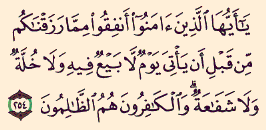 يَٰٓأَيُّهَا ٱلَّذِينَ ءَامَنُوٓا۟ أَنفِقُوا۟ مِمَّا رَزَقْنَٰكُم
مِّن قَبْلِ أَن يَأْتِىَ يَوْمٌ لَّا بَيْعٌ فِيهِ وَلَا خُلَّةٌ
وَلَا شَفَٰعَةٌ ۗ وَٱلْكَٰفِرُونَ هُمُ ٱلظَّٰلِمُونَ ٢٥٤